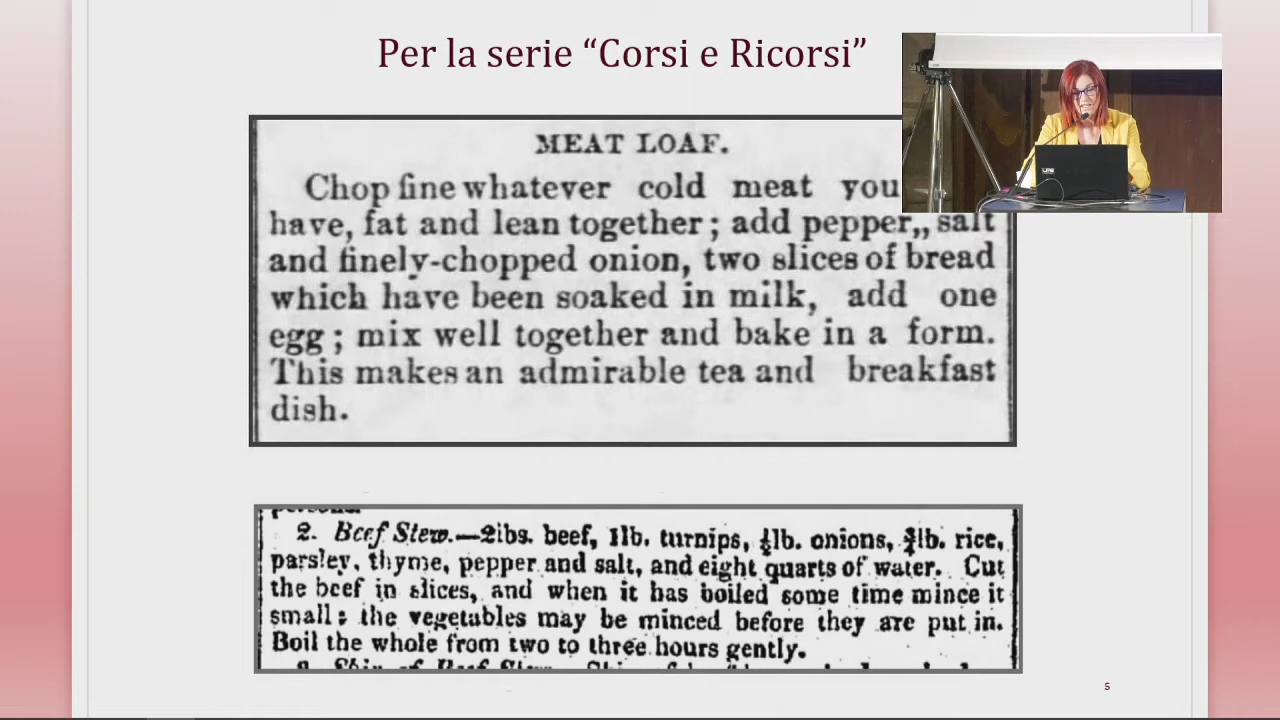 Per la serie “Corsi e Ricorsi”
MEAT LOAF.
Chop fine whatever cold meat you
have, fat and lean together; add pepper,, salt
and finely-chopped onion, two slices of bread
which have been soaked in milk, add one
egg; mix well together and bake in a form.
This makes an admirable tea and breakfast
dish.
2. Beef Stew.—2lbs. beef, 1lb. turnips, ½lb. onions, ¾lb. rice,
parsley, thyme, pepper and salt, and eight quarts of water. Cut
the beef in slices, and when it has boiled some time mince it
small: the vegetables may be minced before they are put in.
Boil the whole from two to three hours gently.
5